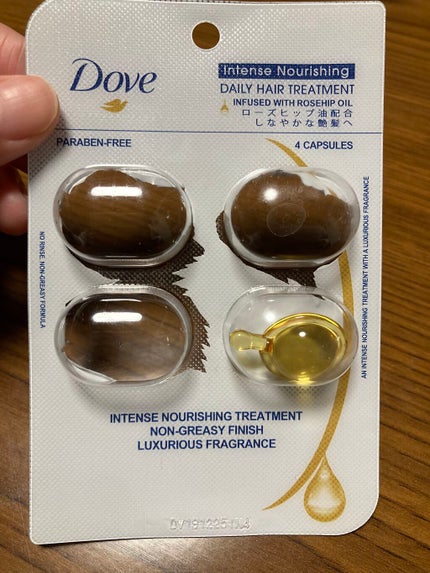 Dove
Intense Nourishing
DAILY HAIR TREATMENT
INFUSED WITH ROSEHIP OIL
ローズヒップ油配合
しなやかな艶髪へ
PARABEN-FREE
4 CAPSULES
NO RINSE NON-GREASY FORMULA
AN INTENSE NOURISHING TREATMENT WITH A LUXURIOUS FRAGRANCE
INTENSE NOURISHING TREATMENT
NON-GREASY FINISH
LUXURIOUS FRAGRANCE